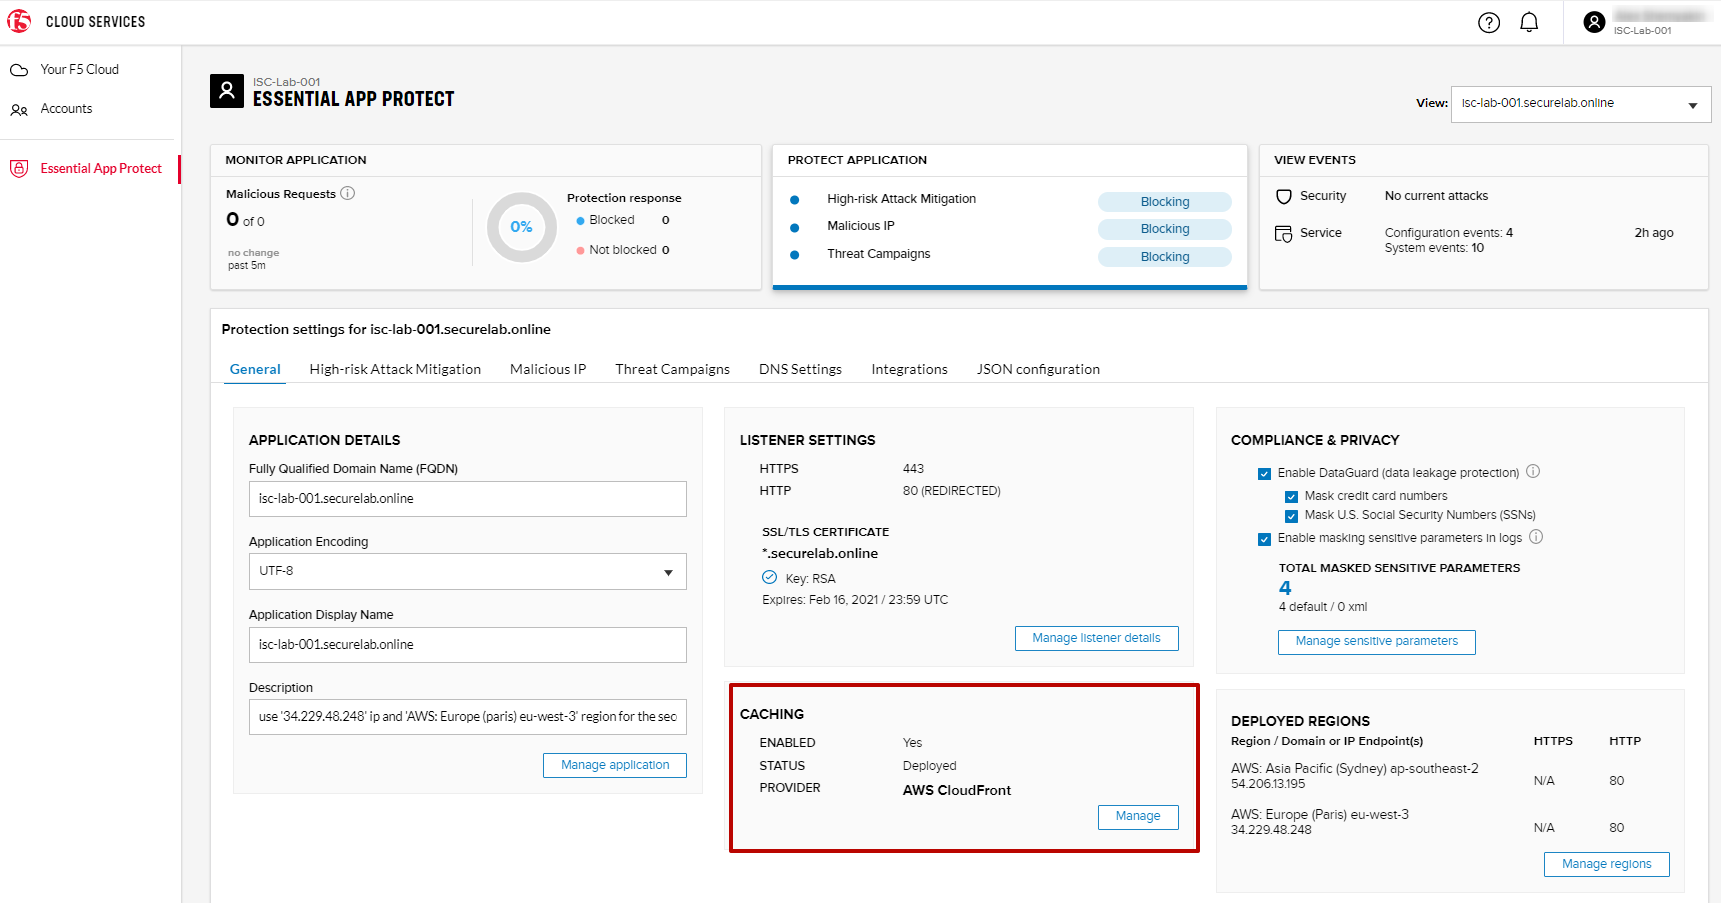 f5 CLOUD SERVICES
ISC-Lab-001
Your F5 Cloud
Accounts
Essential App Protect
ISC-Lab-001
ESSENTIAL APP PROTECT
View: isc-lab-001.securelab.online
MONITOR APPLICATION
Malicious Requests
0 of 0
no change
past 5m
0%
Protection response
Blocked 0
Not blocked 0
PROTECT APPLICATION
High-risk Attack Mitigation Blocking
Malicious IP Blocking
Threat Campaigns Blocking
VIEW EVENTS
Security No current attacks
Service Configuration events: 4 2h ago
System events: 10
Protection settings for isc-lab-001.securelab.online
General High-risk Attack Mitigation Malicious IP Threat Campaigns DNS Settings Integrations JSON configuration
APPLICATION DETAILS
Fully Qualified Domain Name (FQDN)
isc-lab-001.securelab.online
Application Encoding
UTF-8
Application Display Name
isc-lab-001.securelab.online
Description
use '34.229.48.248' ip and 'AWS: Europe (paris) eu-west-3' region for the sec
Manage application
LISTENER SETTINGS
HTTPS 443
HTTP 80 (REDIRECTED)
SSL/TLS CERTIFICATE
*.securelab.online
Key: RSA
Expires: Feb 16, 2021 / 23:59 UTC
Manage listener details
CACHING
ENABLED Yes
STATUS Deployed
PROVIDER AWS CloudFront
Manage
COMPLIANCE & PRIVACY
Enable DataGuard (data leakage protection)
Mask credit card numbers
Mask U.S. Social Security Numbers (SSNs)
Enable masking sensitive parameters in logs
TOTAL MASKED SENSITIVE PARAMETERS
4
4 default / 0 xml
Manage sensitive parameters
DEPLOYED REGIONS
Region / Domain or IP Endpoint(s) HTTPS HTTP
AWS: Asia Pacific (Sydney) ap-southeast-2
54.206.13.195 N/A 80
AWS: Europe (Paris) eu-west-3
34.229.48.248 N/A 80
Manage regions